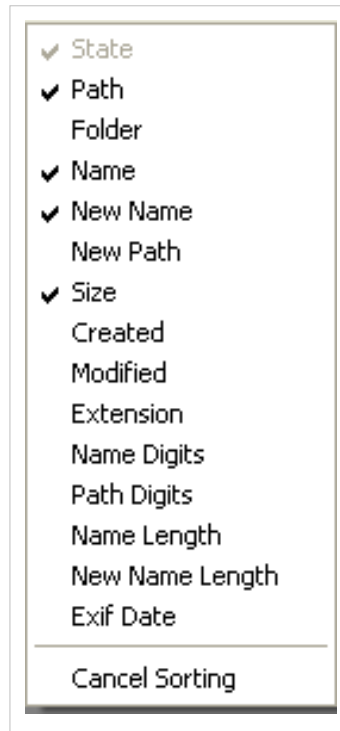 State
Path
Folder
Name
New Name
New Path
Size
Created
Modified
Extension
Name Digits
Path Digits
Name Length
New Name Length
Exif Date
Cancel Sorting